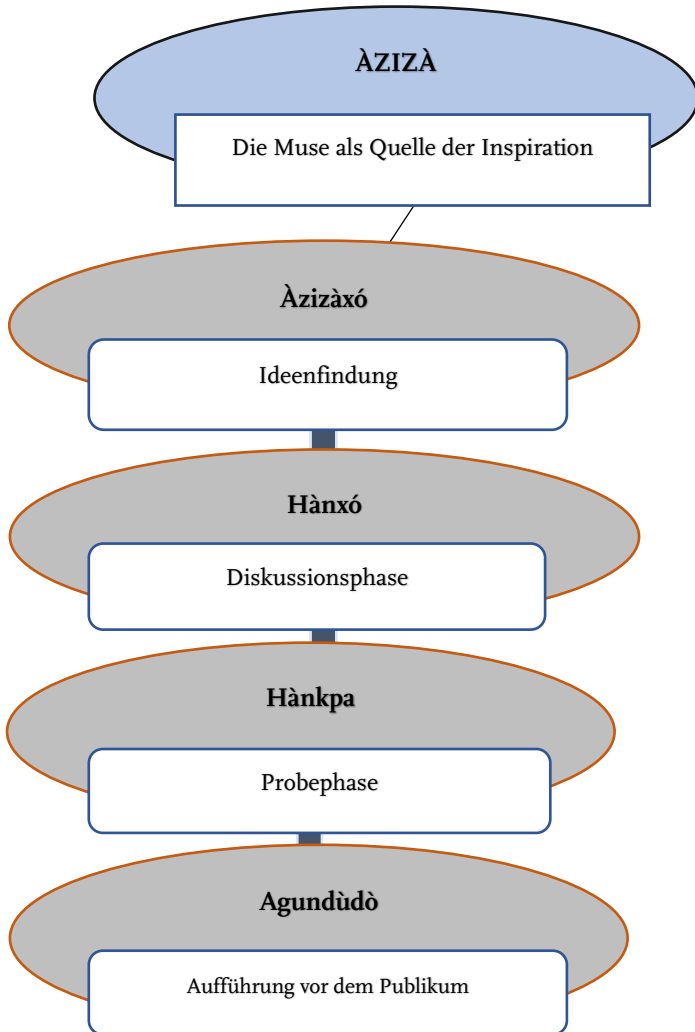 ÀZIZÀ
Die Muse als Quelle der Inspiration
Àzizàxó
Ideenfindung
Hànxó
Diskussionsphase
Hànkpa
Probephase
Agundùdò
Aufführung vor dem Publikum